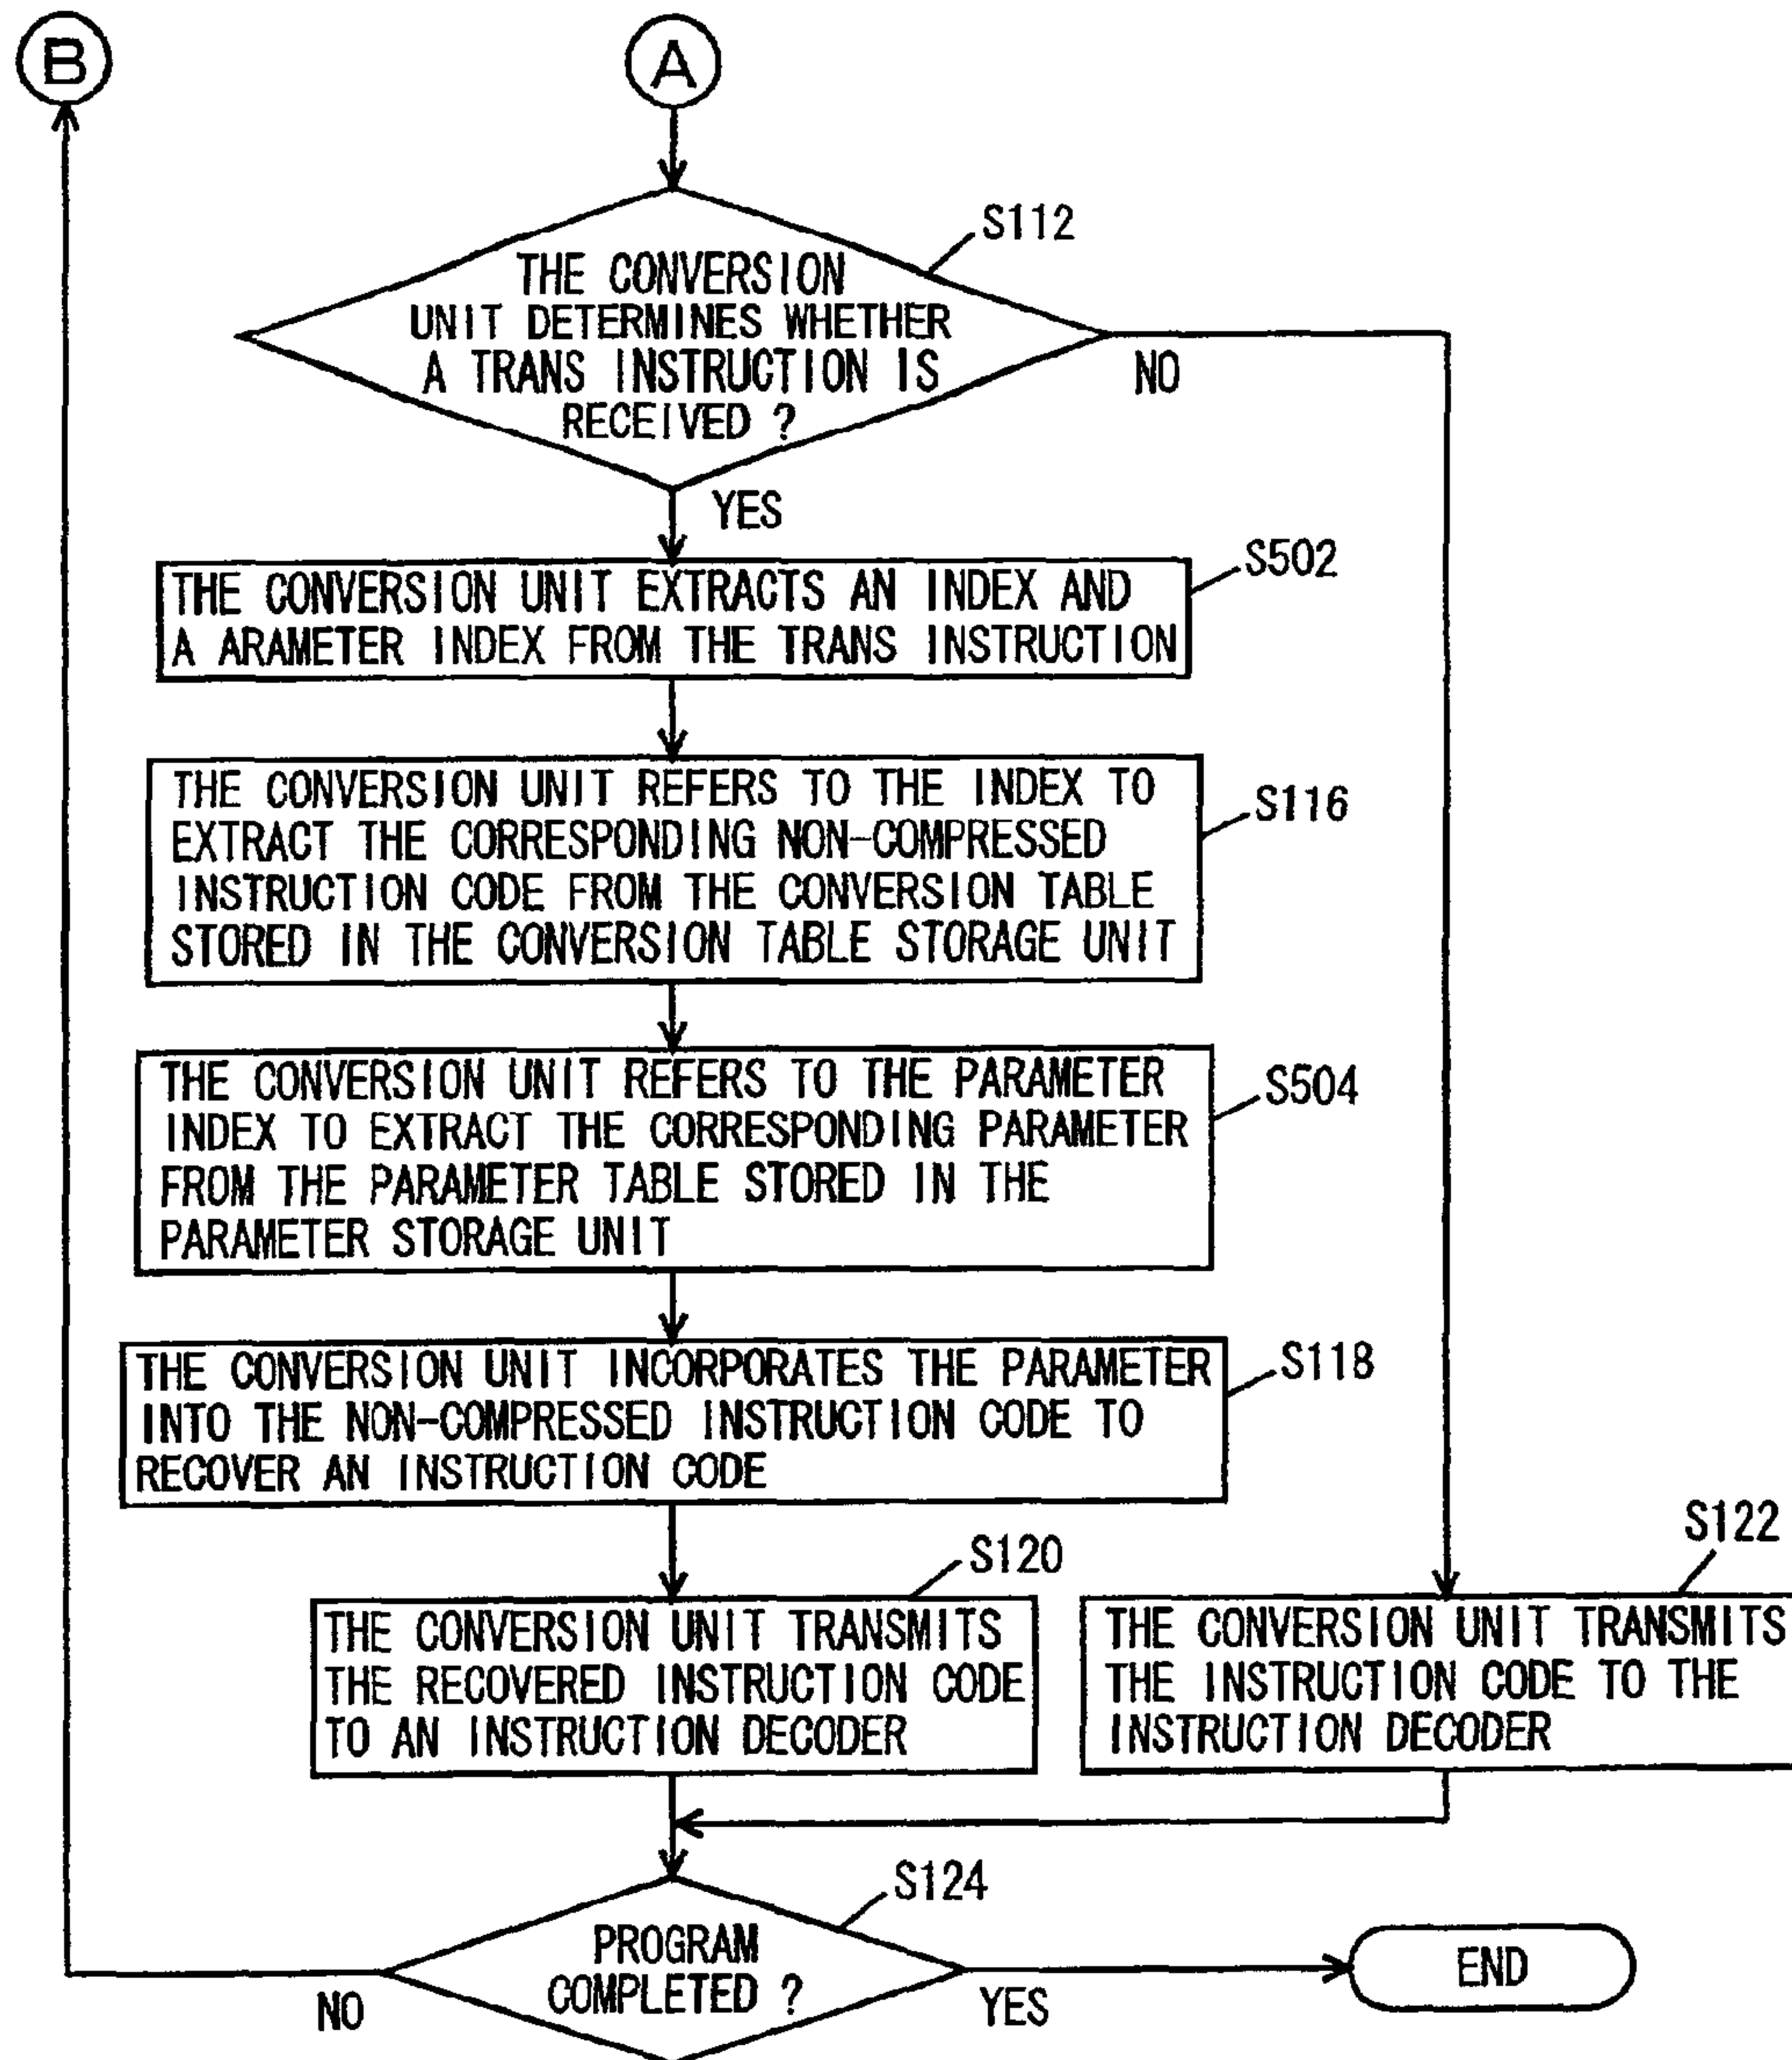 B
A
S112
THE CONVERSION
UNIT DETERMINES WHETHER
A TRANS INSTRUCTION IS
RECEIVED ?
NO
YES
S502
THE CONVERSION UNIT EXTRACTS AN INDEX AND
A ARAMETER INDEX FROM THE TRANS INSTRUCTION
S116
THE CONVERSION UNIT REFERS TO THE INDEX TO
EXTRACT THE CORRESPONDING NON-COMPRESSED
INSTRUCTION CODE FROM THE CONVERSION TABLE
STORED IN THE CONVERSION TABLE STORAGE UNIT
S504
THE CONVERSION UNIT REFERS TO THE PARAMETER
INDEX TO EXTRACT THE CORRESPONDING PARAMETER
FROM THE PARAMETER TABLE STORED IN THE
PARAMETER STORAGE UNIT
S118
THE CONVERSION UNIT INCORPORATES THE PARAMETER
INTO THE NON-COMPRESSED INSTRUCTION CODE TO
RECOVER AN INSTRUCTION CODE
S120
THE CONVERSION UNIT TRANSMITS
THE RECOVERED INSTRUCTION CODE
TO AN INSTRUCTION DECODER
S122
THE CONVERSION UNIT TRANSMITS
THE INSTRUCTION CODE TO THE
INSTRUCTION DECODER
S124
PROGRAM
COMPLETED ?
NO
YES
END